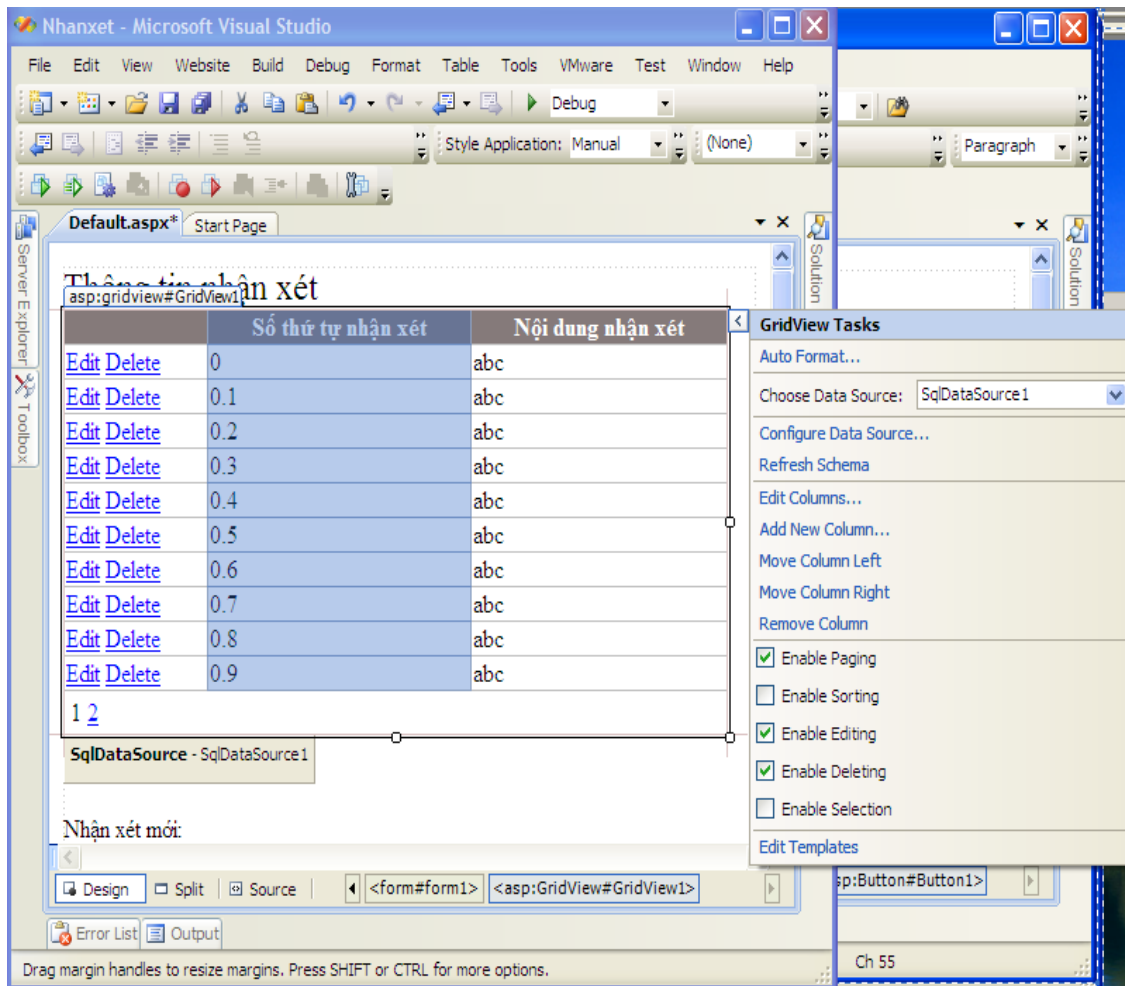 Nhanxet - Microsoft Visual Studio
File Edit View Website Build Debug Format Table Tools VMware Test Window Help
Debug
Style Application: Manual (None) Paragraph
Default.aspx* Start Page
Server Explorer
Toolbox
Solution
Solution
Thông tin nhận xét
asp:gridview#GridView1
Số thứ tự nhận xét Nội dung nhận xét
Edit Delete 0 abc
Edit Delete 0.1 abc
Edit Delete 0.2 abc
Edit Delete 0.3 abc
Edit Delete 0.4 abc
Edit Delete 0.5 abc
Edit Delete 0.6 abc
Edit Delete 0.7 abc
Edit Delete 0.8 abc
Edit Delete 0.9 abc
1 2
SqlDataSource - SqlDataSource1
Nhận xét mới:
GridView Tasks
Auto Format...
Choose Data Source: SqlDataSource1
Configure Data Source...
Refresh Schema
Edit Columns...
Add New Column...
Move Column Left
Move Column Right
Remove Column
Enable Paging
Enable Sorting
Enable Editing
Enable Deleting
Enable Selection
Edit Templates
Design Split Source <form#form1> <asp:GridView#GridView1>
sp:Button#Button1>
Error List Output
Drag margin handles to resize margins. Press SHIFT or CTRL for more options.
Ch 55